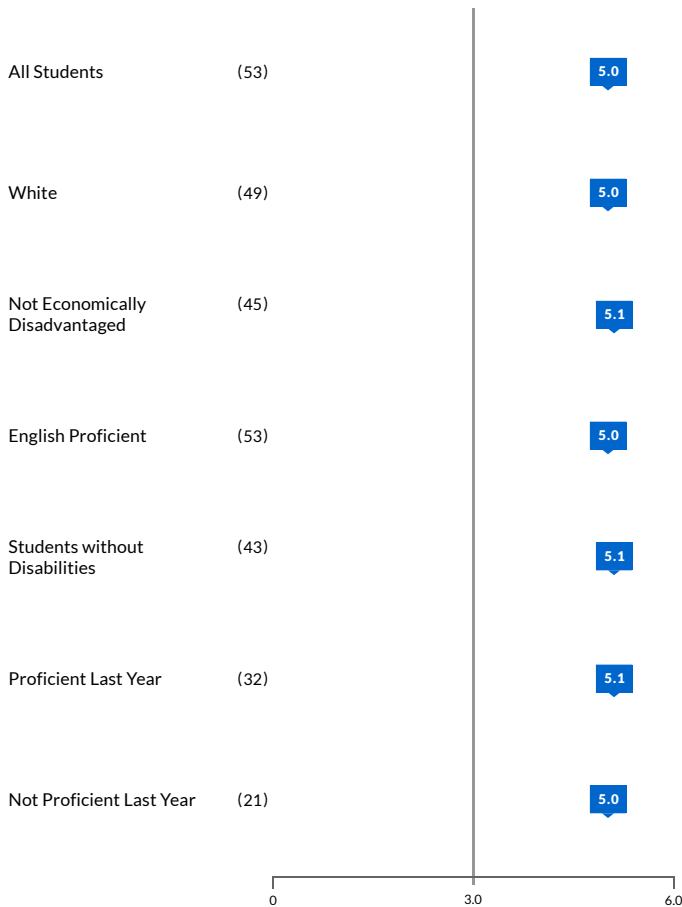 All Students (53) 5.0
White (49) 5.0
Not Economically (45) 5.1
Disadvantaged
English Proficient (53) 5.0
Students without (43) 5.1
Disabilities
Proficient Last Year (32) 5.1
Not Proficient Last Year (21) 5.0
0 3.0 6.0